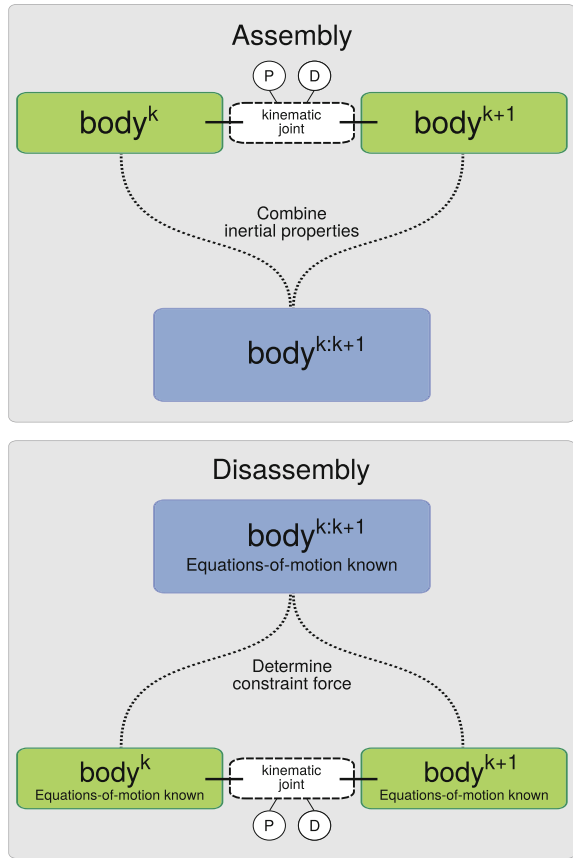 Assembly
P D
body^k kinematic joint body^k+1
Combine
inertial properties
body^k:k+1
Disassembly
body^k:k+1
Equations-of-motion known
Determine
constraint force
body^k kinematic joint body^k+1
Equations-of-motion known Equations-of-motion known
P D